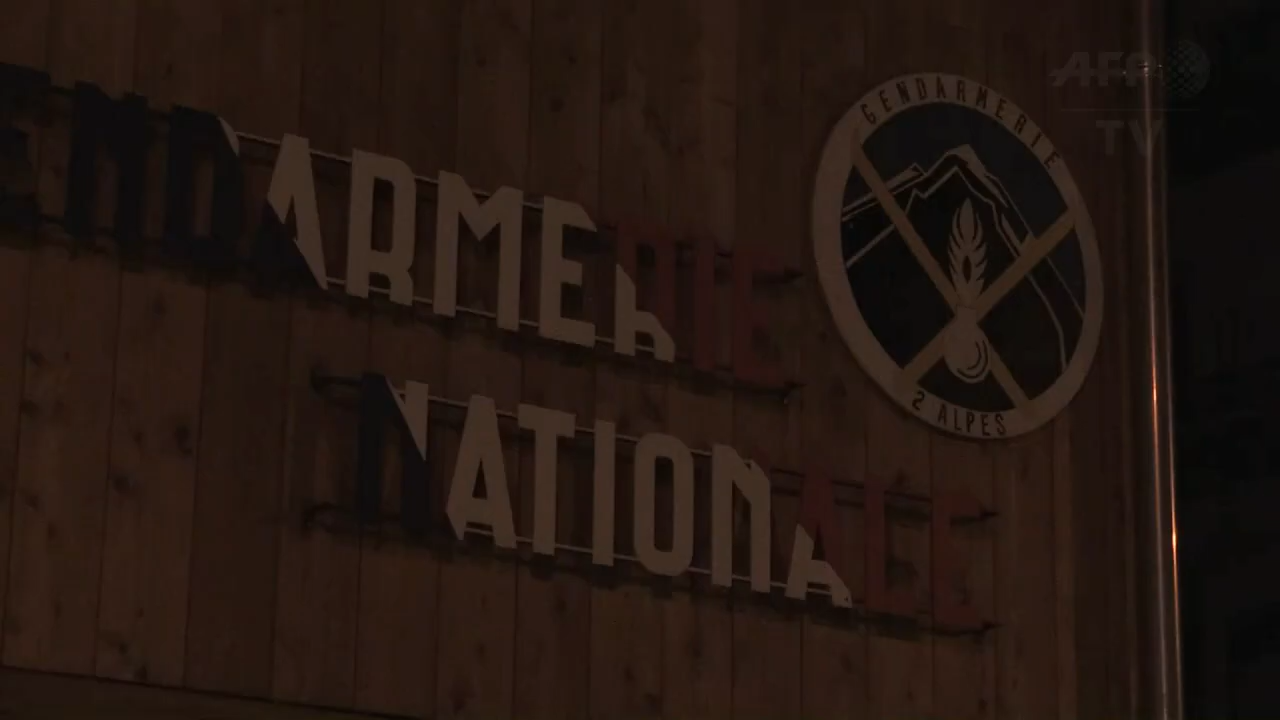 AFP
TV
GENDARMERIE
ENDARMERIE
2 ALPES
NATIONALE